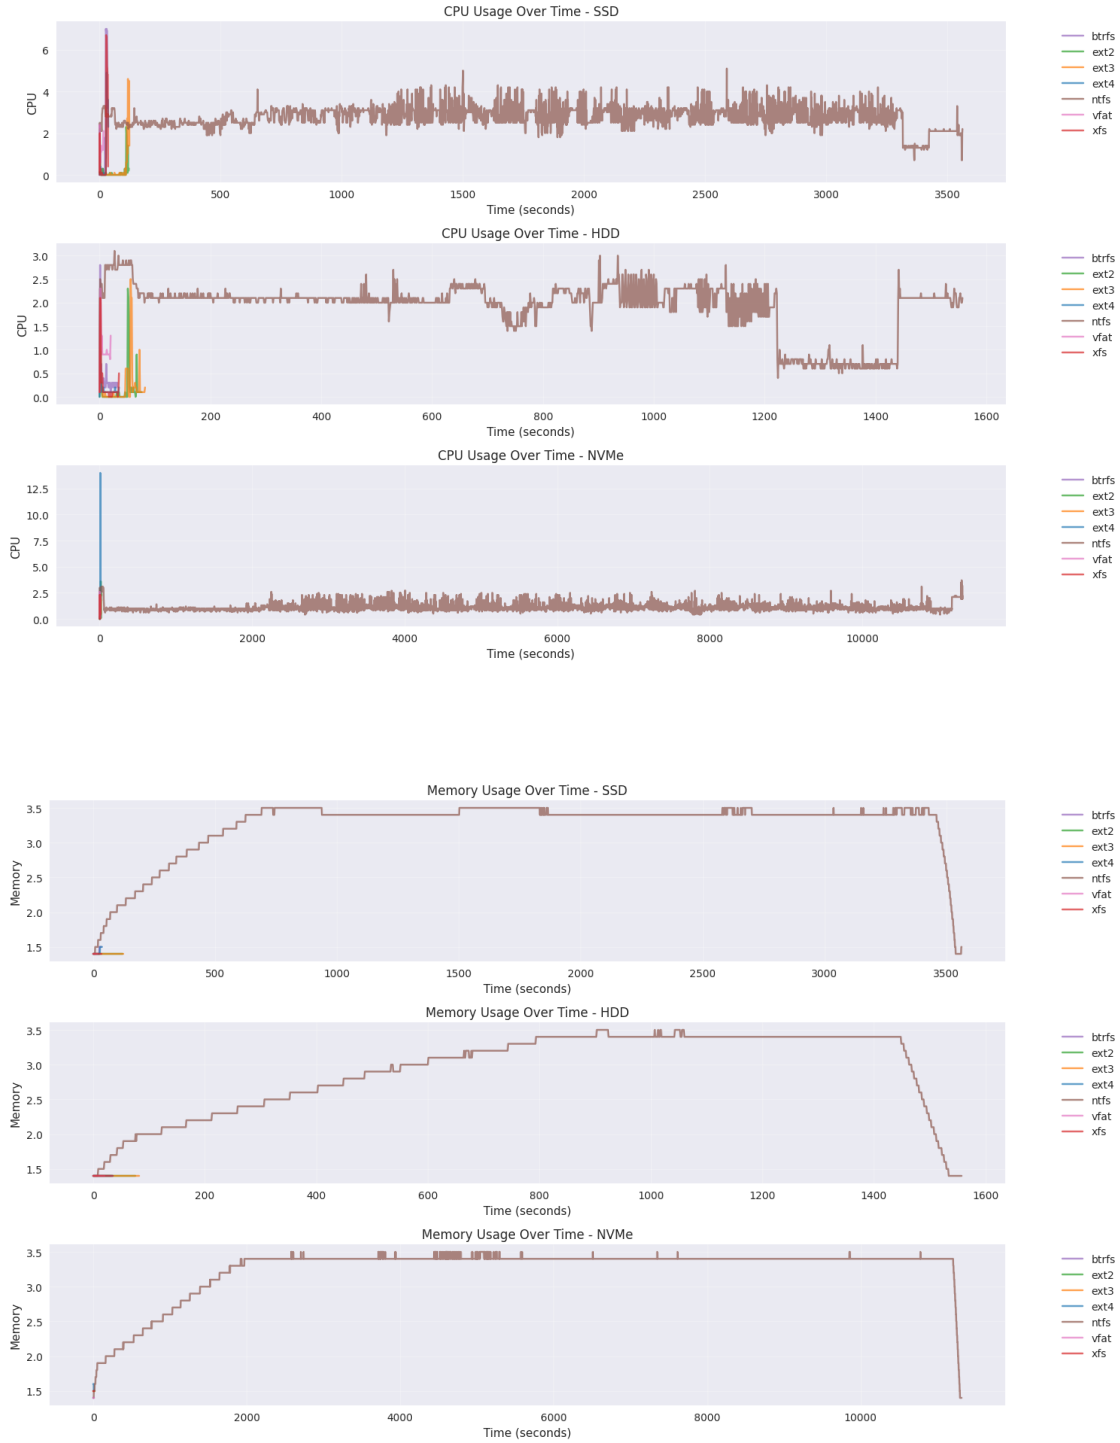 CPU Usage Over Time - SSD
6
4
2
0
CPU
0 500 1000 1500 2000 2500 3000 3500
Time (seconds)
btrfs
ext2
ext3
ext4
ntfs
vfat
xfs
CPU Usage Over Time - HDD
3.0
2.5
2.0
1.5
1.0
0.5
0.0
CPU
0 200 400 600 800 1000 1200 1400 1600
Time (seconds)
btrfs
ext2
ext3
ext4
ntfs
vfat
xfs
CPU Usage Over Time - NVMe
12.5
10.0
7.5
5.0
2.5
0.0
CPU
0 2000 4000 6000 8000 10000
Time (seconds)
btrfs
ext2
ext3
ext4
ntfs
vfat
xfs
Memory Usage Over Time - SSD
3.5
3.0
2.5
2.0
1.5
Memory
0 500 1000 1500 2000 2500 3000 3500
Time (seconds)
btrfs
ext2
ext3
ext4
ntfs
vfat
xfs
Memory Usage Over Time - HDD
3.5
3.0
2.5
2.0
1.5
Memory
0 200 400 600 800 1000 1200 1400 1600
Time (seconds)
btrfs
ext2
ext3
ext4
ntfs
vfat
xfs
Memory Usage Over Time - NVMe
3.5
3.0
2.5
2.0
1.5
Memory
0 2000 4000 6000 8000 10000
Time (seconds)
btrfs
ext2
ext3
ext4
ntfs
vfat
xfs